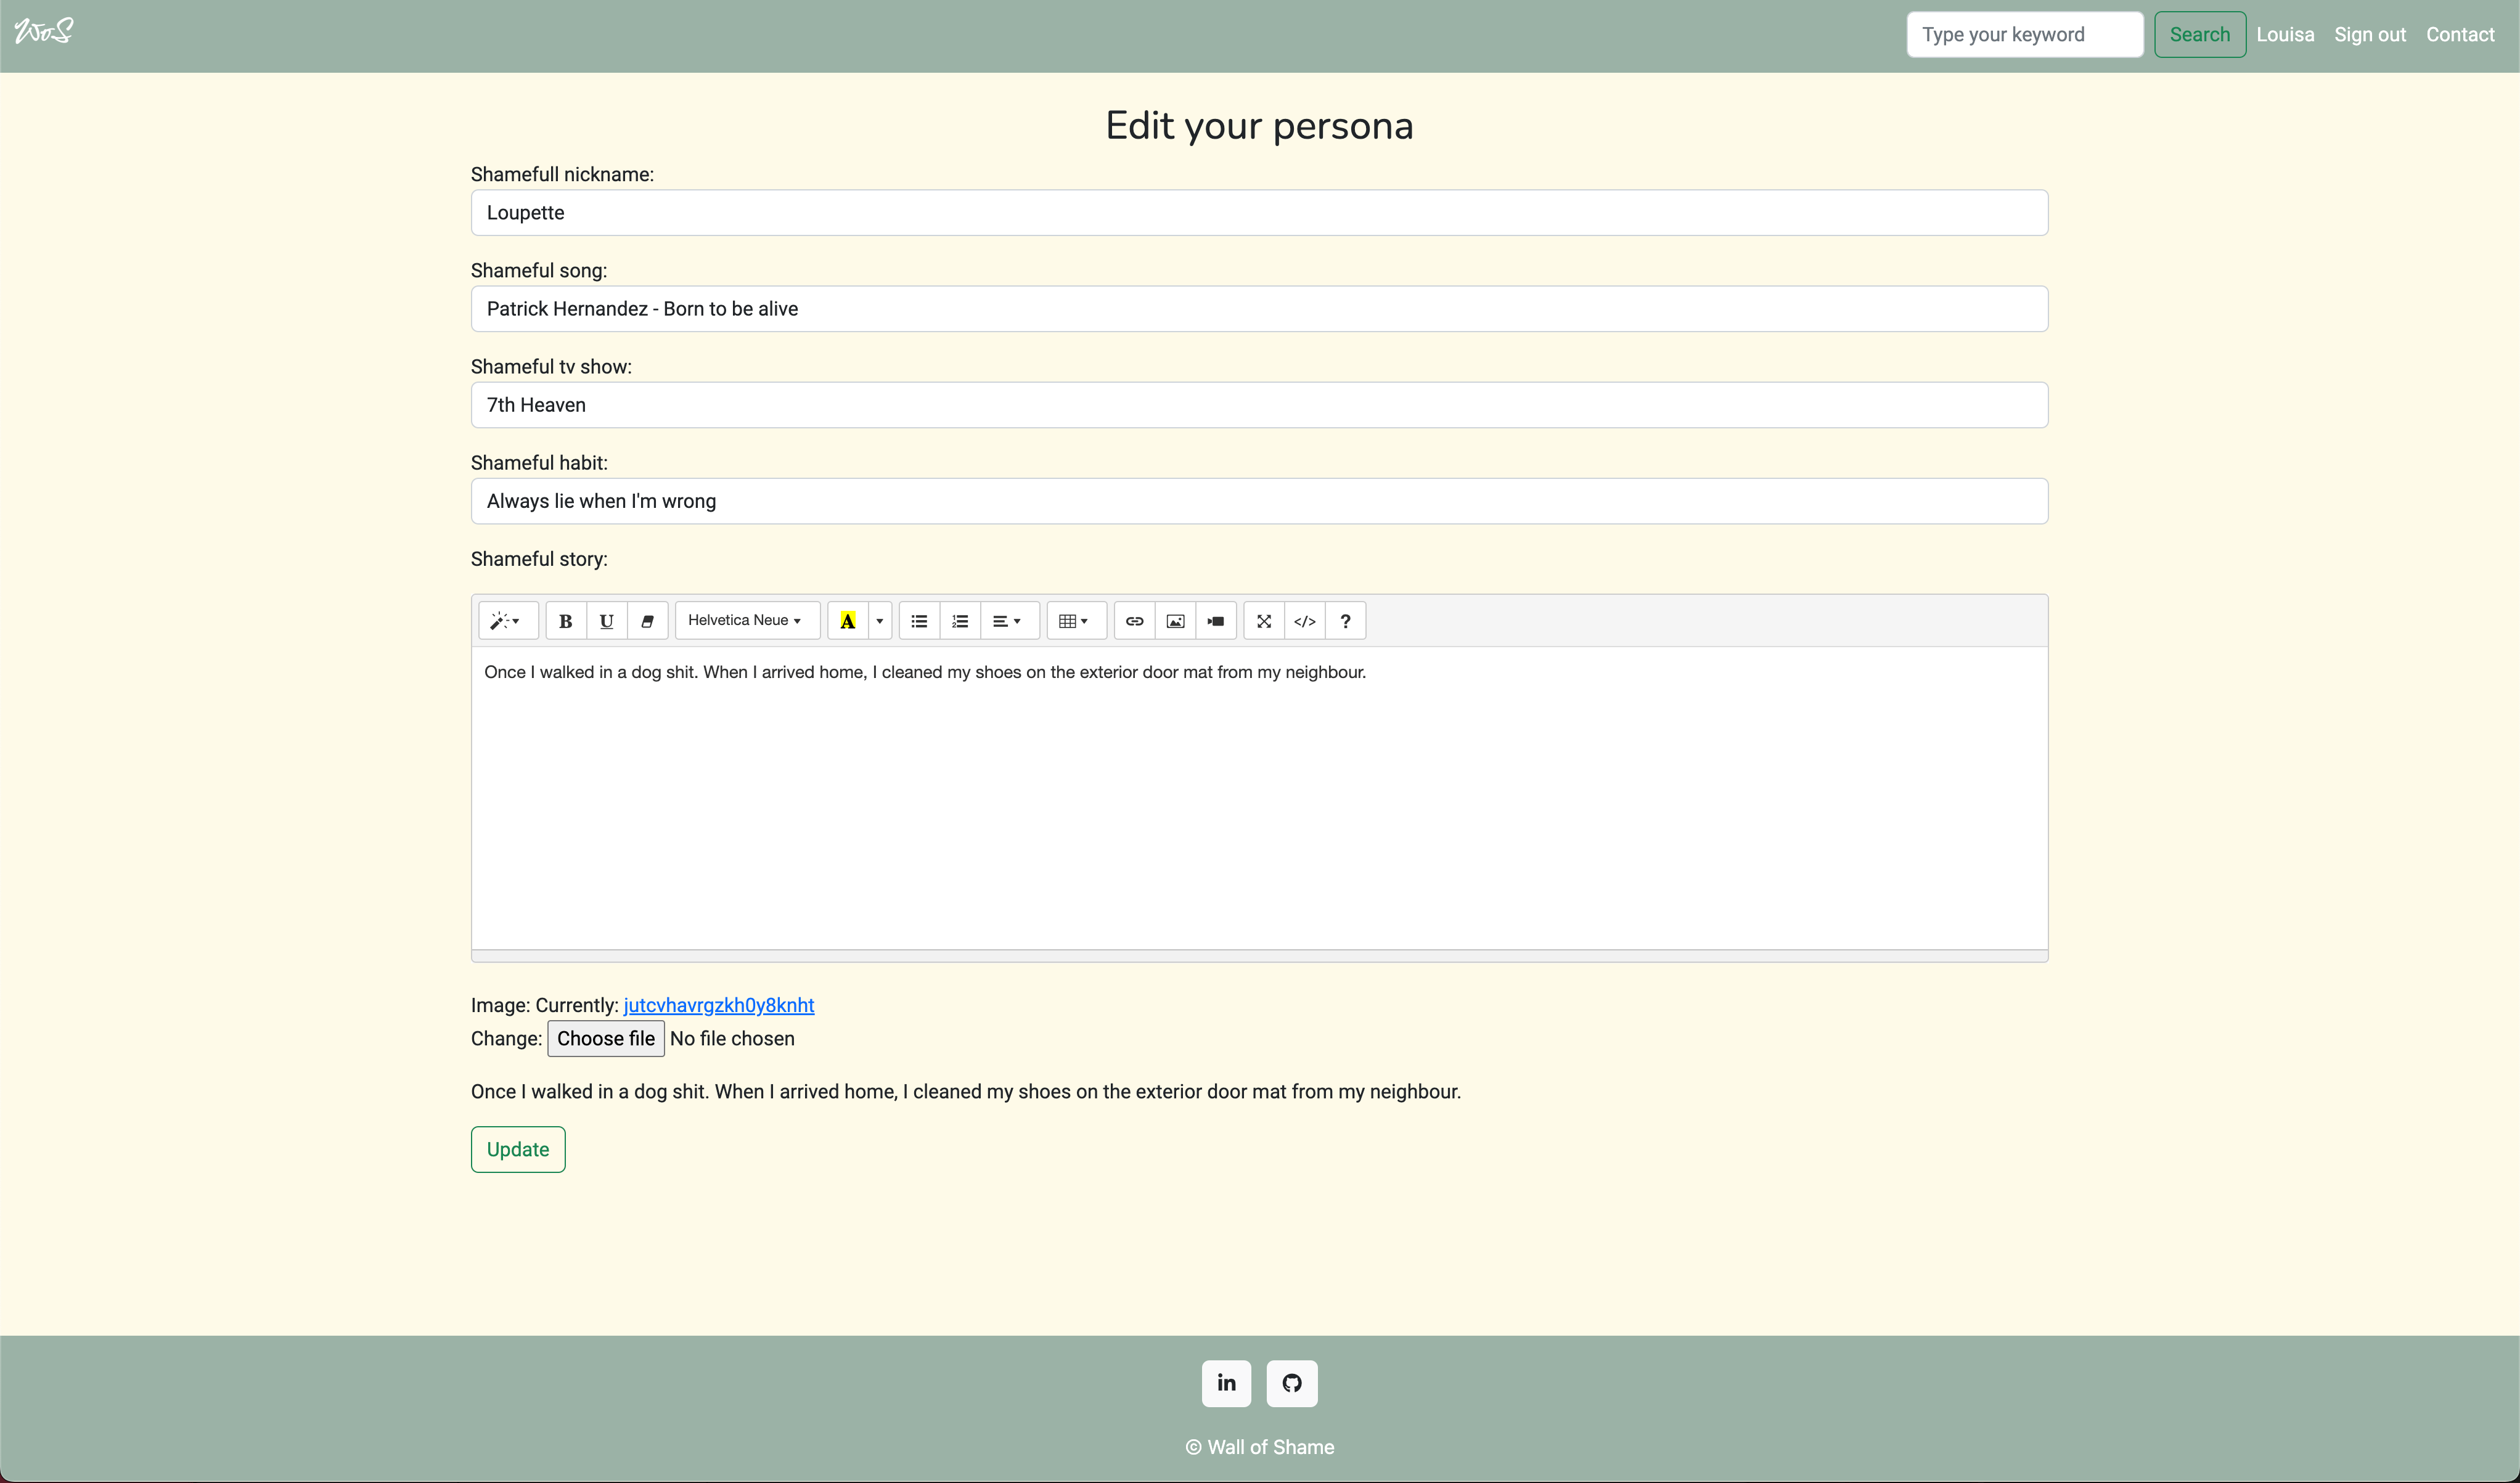 WoS
Type your keyword Search Louisa Sign out Contact
Edit your persona
Shamefull nickname:
Loupette
Shameful song:
Patrick Hernandez - Born to be alive
Shameful tv show:
7th Heaven
Shameful habit:
Always lie when I'm wrong
Shameful story:
B U Helvetica Neue A </> ?
Once I walked in a dog shit. When I arrived home, I cleaned my shoes on the exterior door mat from my neighbour.
Image: Currently: jutcvhavrgzkh0y8knht
Change: Choose file No file chosen
Once I walked in a dog shit. When I arrived home, I cleaned my shoes on the exterior door mat from my neighbour.
Update
in
© Wall of Shame